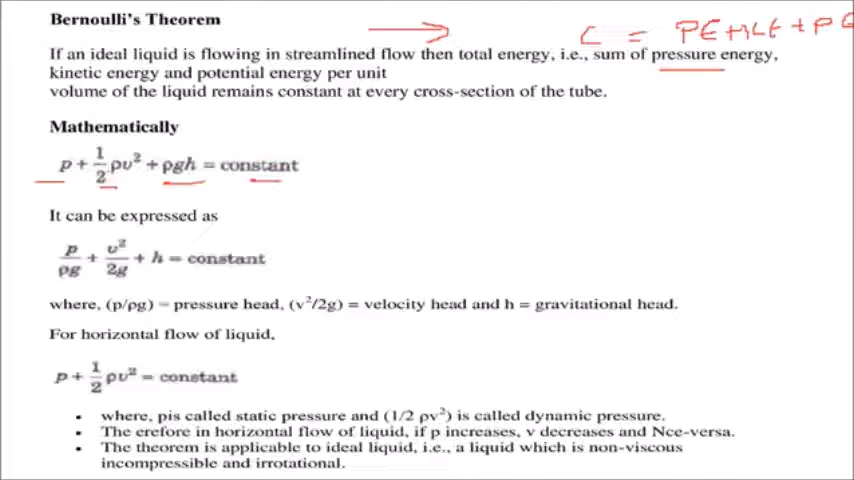 Bernoulli's Theorem
C = PE+KE+P
If an ideal liquid is flowing in streamlined flow then total energy, i.e., sum of pressure energy,
kinetic energy and potential energy per unit
volume of the liquid remains constant at every cross-section of the tube.
Mathematically
p + 1/2 ρv² + ρgh = constant
It can be expressed as
p/ρg + v²/2g + h = constant
where, (p/ρg) = pressure head, (v²/2g) = velocity head and h = gravitational head.
For horizontal flow of liquid,
p + 1/2 ρv² = constant
• where, pis called static pressure and (1/2 ρv²) is called dynamic pressure.
• The erefore in horizontal flow of liquid, if p increases, v decreases and Nce-versa.
• The theorem is applicable to ideal liquid, i.e., a liquid which is non-viscous
incompressible and irrotational.